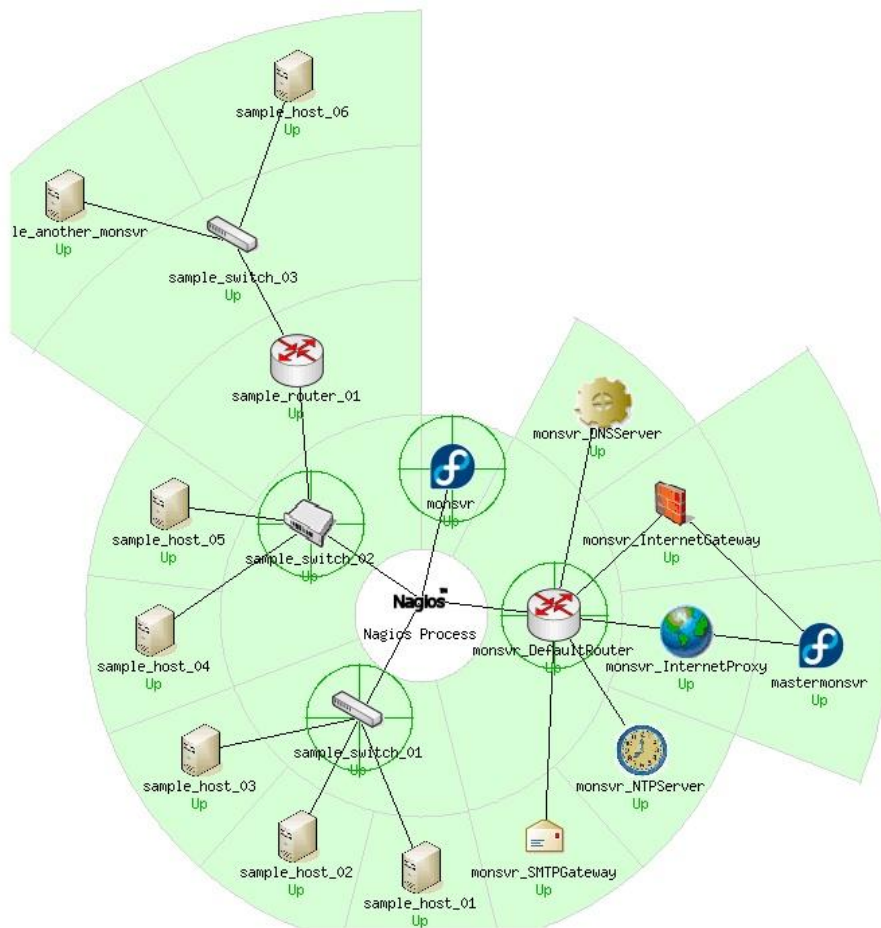 sample_host_06
Up
le_another_monsvr
Up
sample_switch_03
Up
sample_router_01
Up
monsvr_DNSServer
Up
monsvr
Up
sample_host_05
Up
sample_switch_02
Up
monsvr_InternetGateway
Up
Nagios
Nagios Process
sample_host_04
Up
monsvr_DefaultRouter
Up
monsvr_InternetProxy
Up
mastermonsvr
Up
sample_switch_01
Up
sample_host_03
Up
monsvr_NTPServer
Up
sample_host_02
Up
monsvr_SMTPGateway
Up
sample_host_01
Up